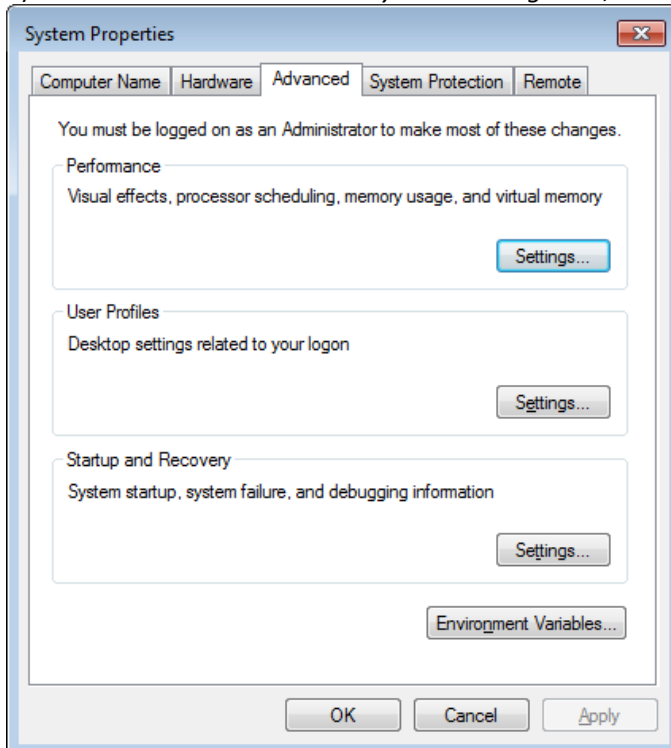 System Properties
Computer Name Hardware Advanced System Protection Remote
You must be logged on as an Administrator to make most of these changes.
Performance
Visual effects, processor scheduling, memory usage, and virtual memory
Settings...
User Profiles
Desktop settings related to your logon
Settings...
Startup and Recovery
System startup, system failure, and debugging information
Settings...
Environment Variables...
OK Cancel Apply